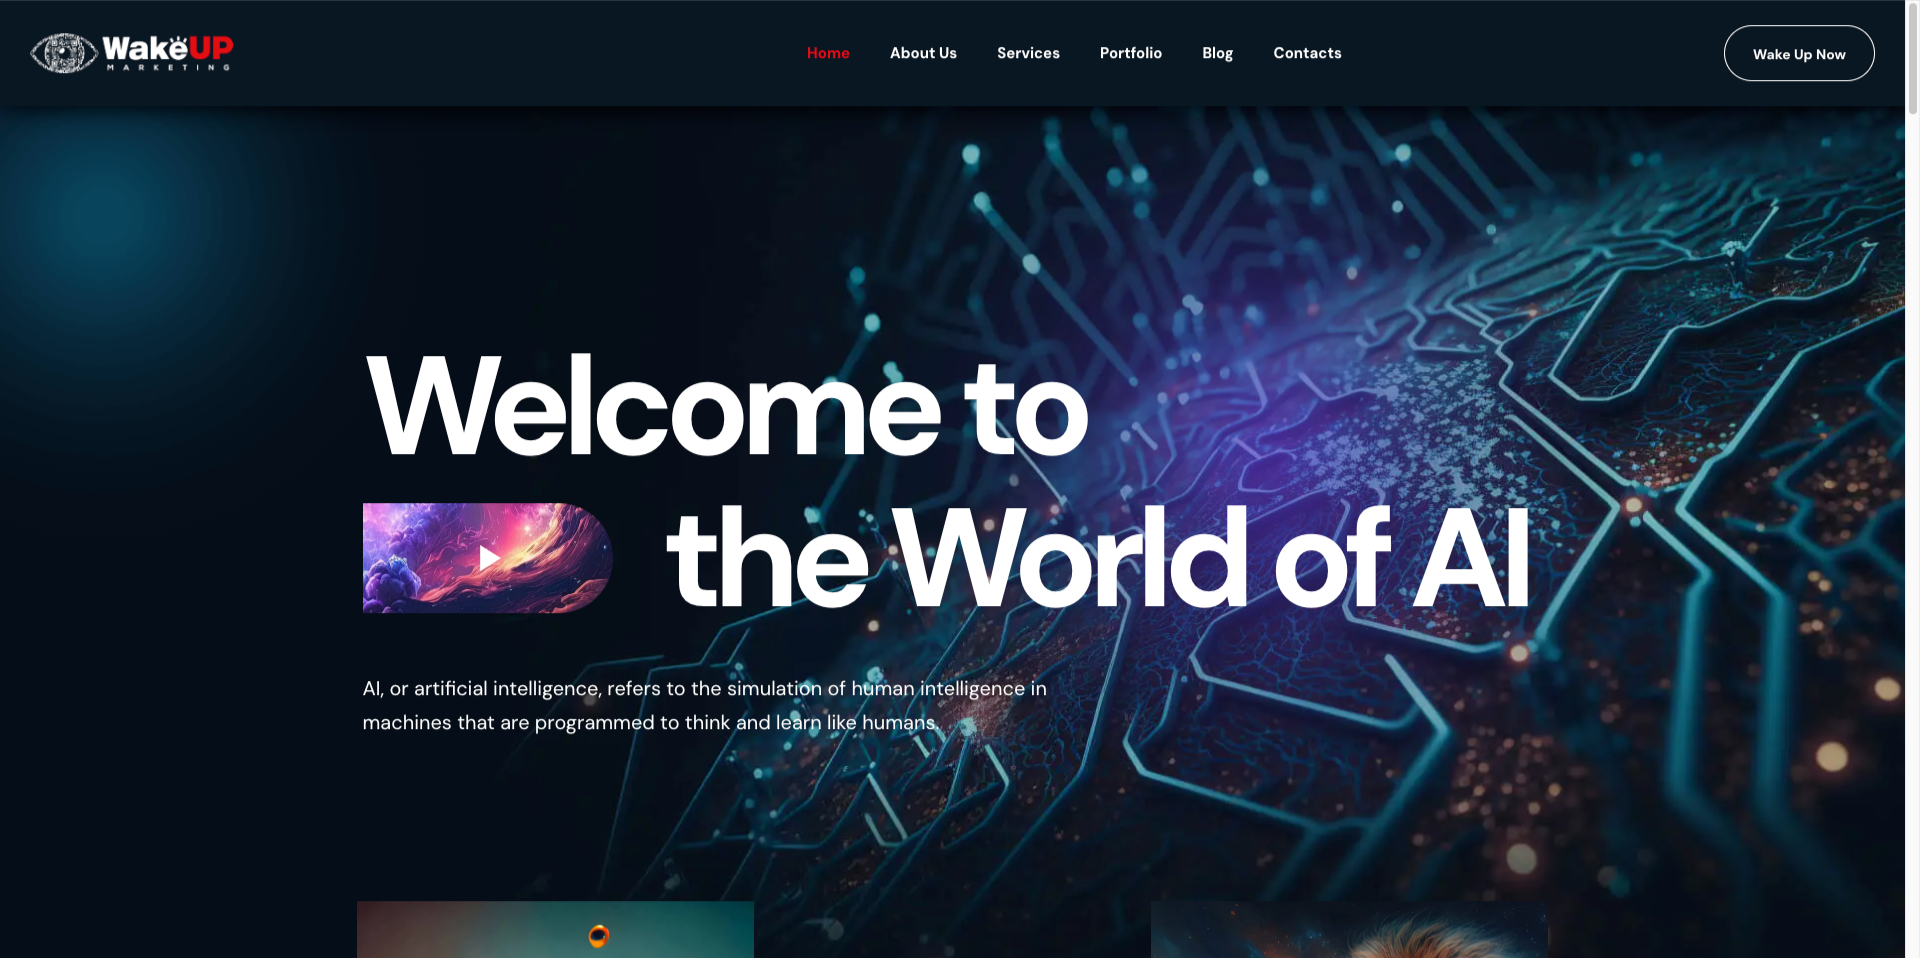 WakeUP
MARKETING
Home
About Us
Services
Portfolio
Blog
Contacts
Wake Up Now
Welcome to
the World of AI
AI, or artificial intelligence, refers to the simulation of human intelligence in
machines that are programmed to think and learn like humans.